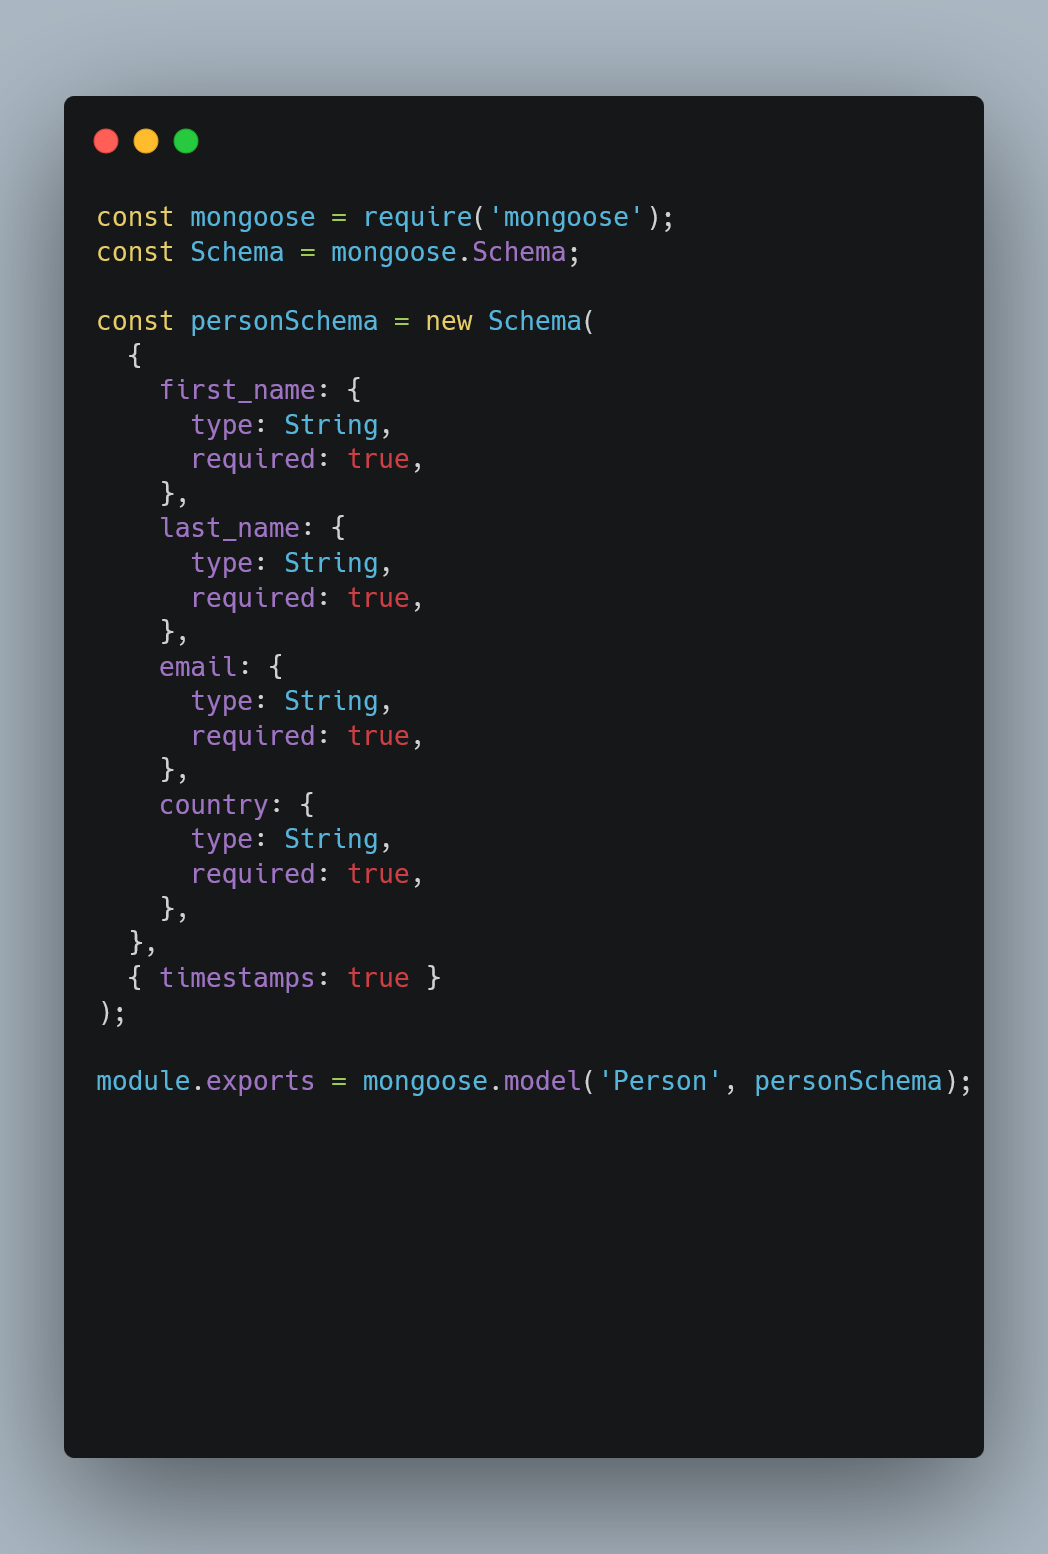 const mongoose = require('mongoose');
const Schema = mongoose.Schema;

const personSchema = new Schema(
  {
    first_name: {
      type: String,
      required: true,
    },
    last_name: {
      type: String,
      required: true,
    },
    email: {
      type: String,
      required: true,
    },
    country: {
      type: String,
      required: true,
    },
  },
  { timestamps: true }
);

module.exports = mongoose.model('Person', personSchema);